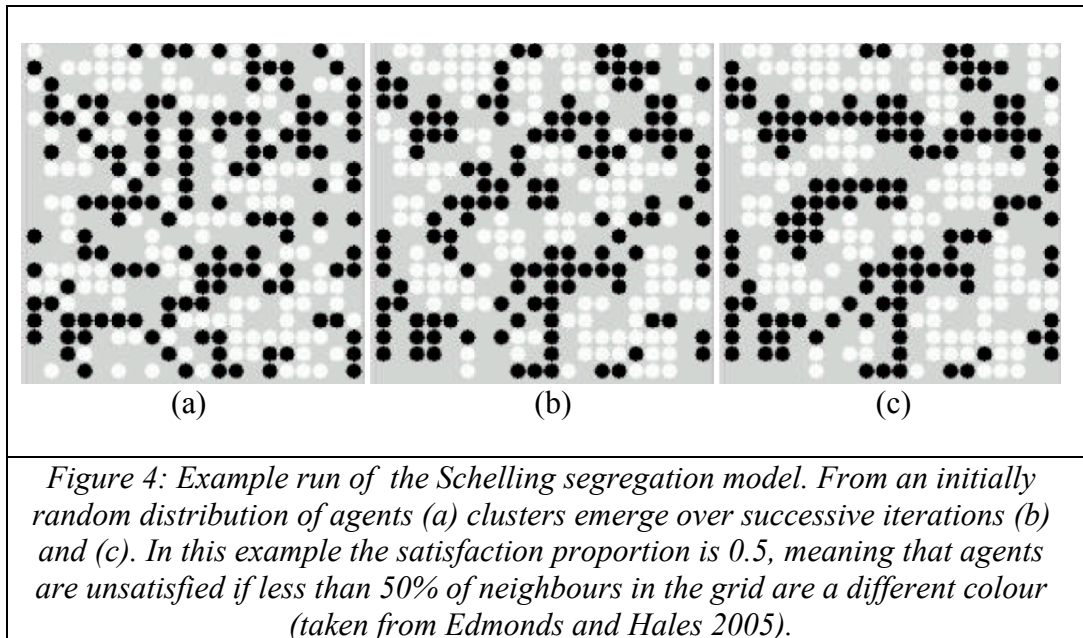 (a) (b) (c)
Figure 4: Example run of the Schelling segregation model. From an initially
random distribution of agents (a) clusters emerge over successive iterations (b)
and (c). In this example the satisfaction proportion is 0.5, meaning that agents
are unsatisfied if less than 50% of neighbours in the grid are a different colour
(taken from Edmonds and Hales 2005).